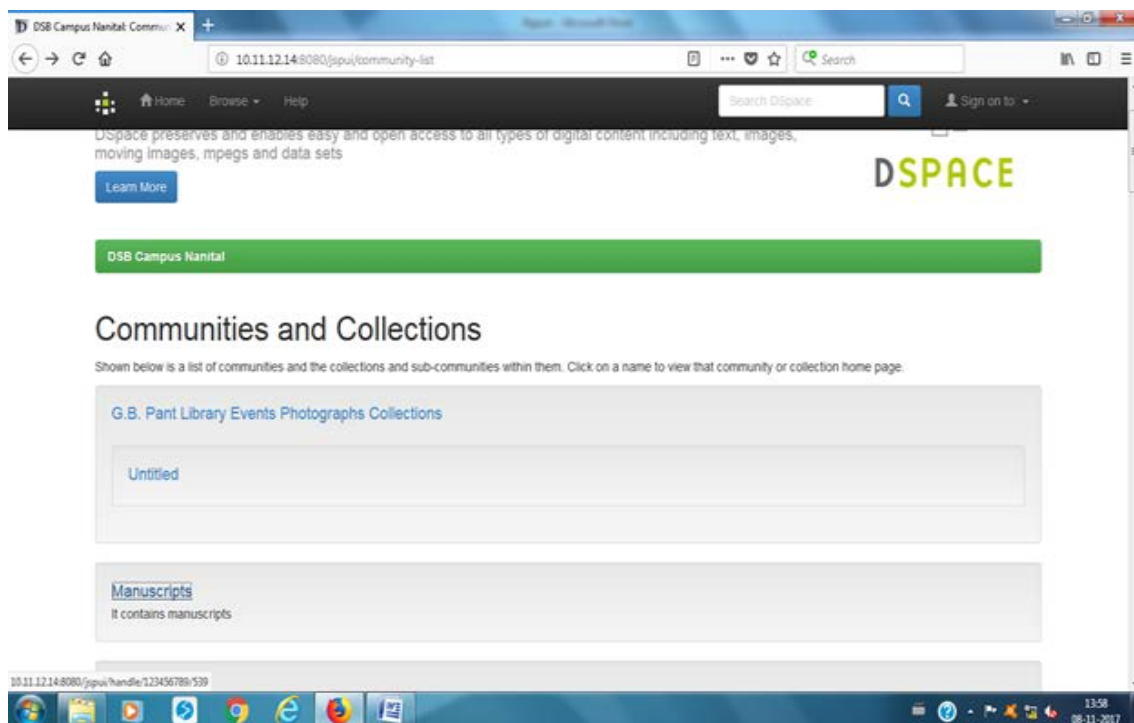 DSB Campus Nanital: Commun
10.11.12.14:8080/jspui/community-list
Search
Home Browse Help
Search DSpace
Sign on to:
DSpace preserves and enables easy and open access to all types of digital content including text, images,
moving images, mpegs and data sets
Learn More
DSPACE
DSB Campus Nanital
Communities and Collections
Shown below is a list of communities and the collections and sub-communities within them. Click on a name to view that community or collection home page.
G.B. Pant Library Events Photographs Collections
Untitled
Manuscripts
It contains manuscripts
10.11.12.14:8080/jspui/handle/123456789/539
13:58
08-11-2017